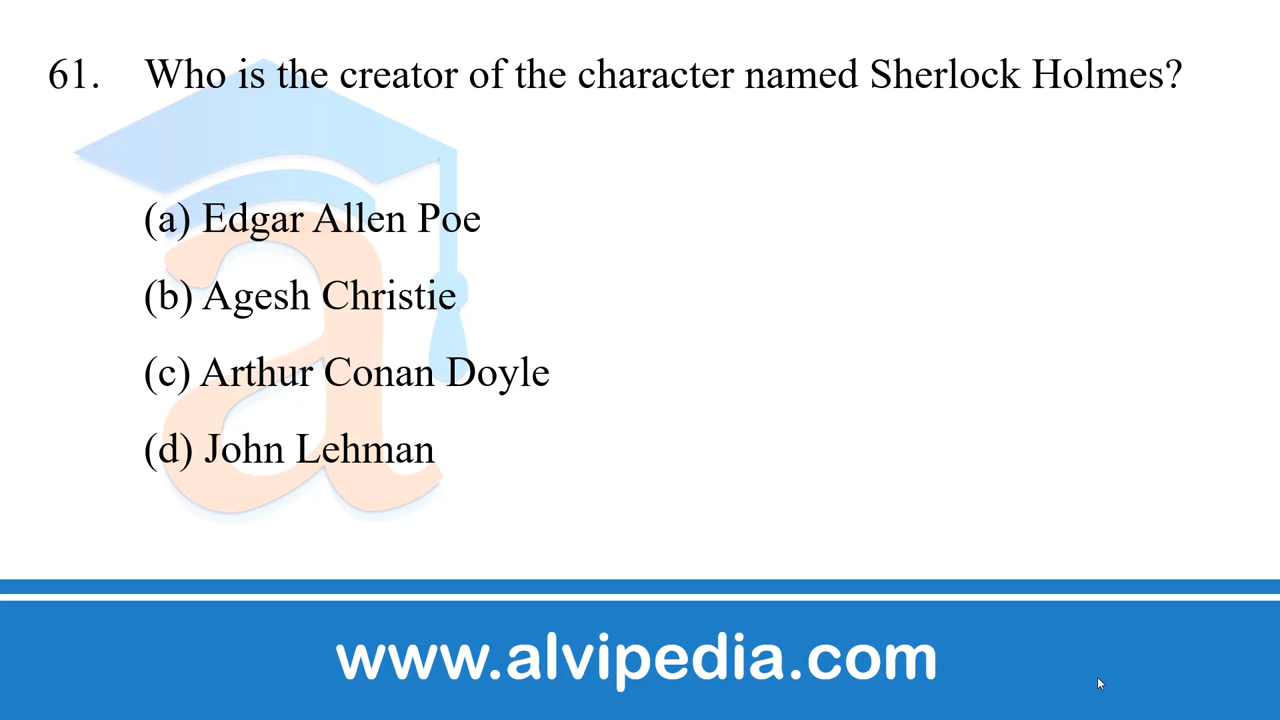 61. Who is the creator of the character named Sherlock Holmes?
(a) Edgar Allen Poe
(b) Agesh Christie
(c) Arthur Conan Doyle
(d) John Lehman
www.alvipedia.com